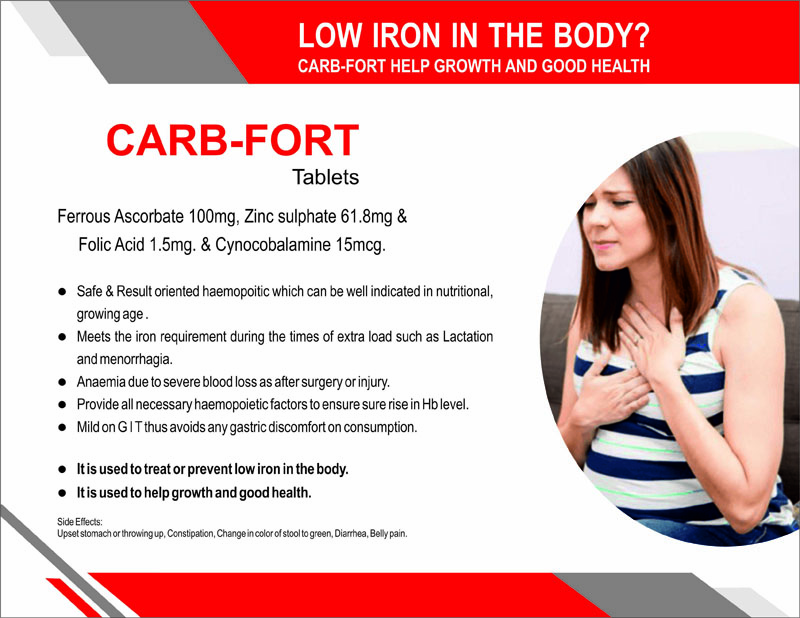 LOW IRON IN THE BODY?
CARB-FORT HELP GROWTH AND GOOD HEALTH
CARB-FORT
Tablets
Ferrous Ascorbate 100mg, Zinc sulphate 61.8mg &
Folic Acid 1.5mg. & Cynocobalamine 15mcg.
● Safe & Result oriented haemopoitic which can be well indicated in nutritional,
growing age .
● Meets the iron requirement during the times of extra load such as Lactation
and menorrhagia.
● Anaemia due to severe blood loss as after surgery or injury.
● Provide all necessary haemopoietic factors to ensure sure rise in Hb level.
● Mild on G I T thus avoids any gastric discomfort on consumption.
● It is used to treat or prevent low iron in the body.
● It is used to help growth and good health.
Side Effects:
Upset stomach or throwing up, Constipation, Change in color of stool to green, Diarrhea, Belly pain.